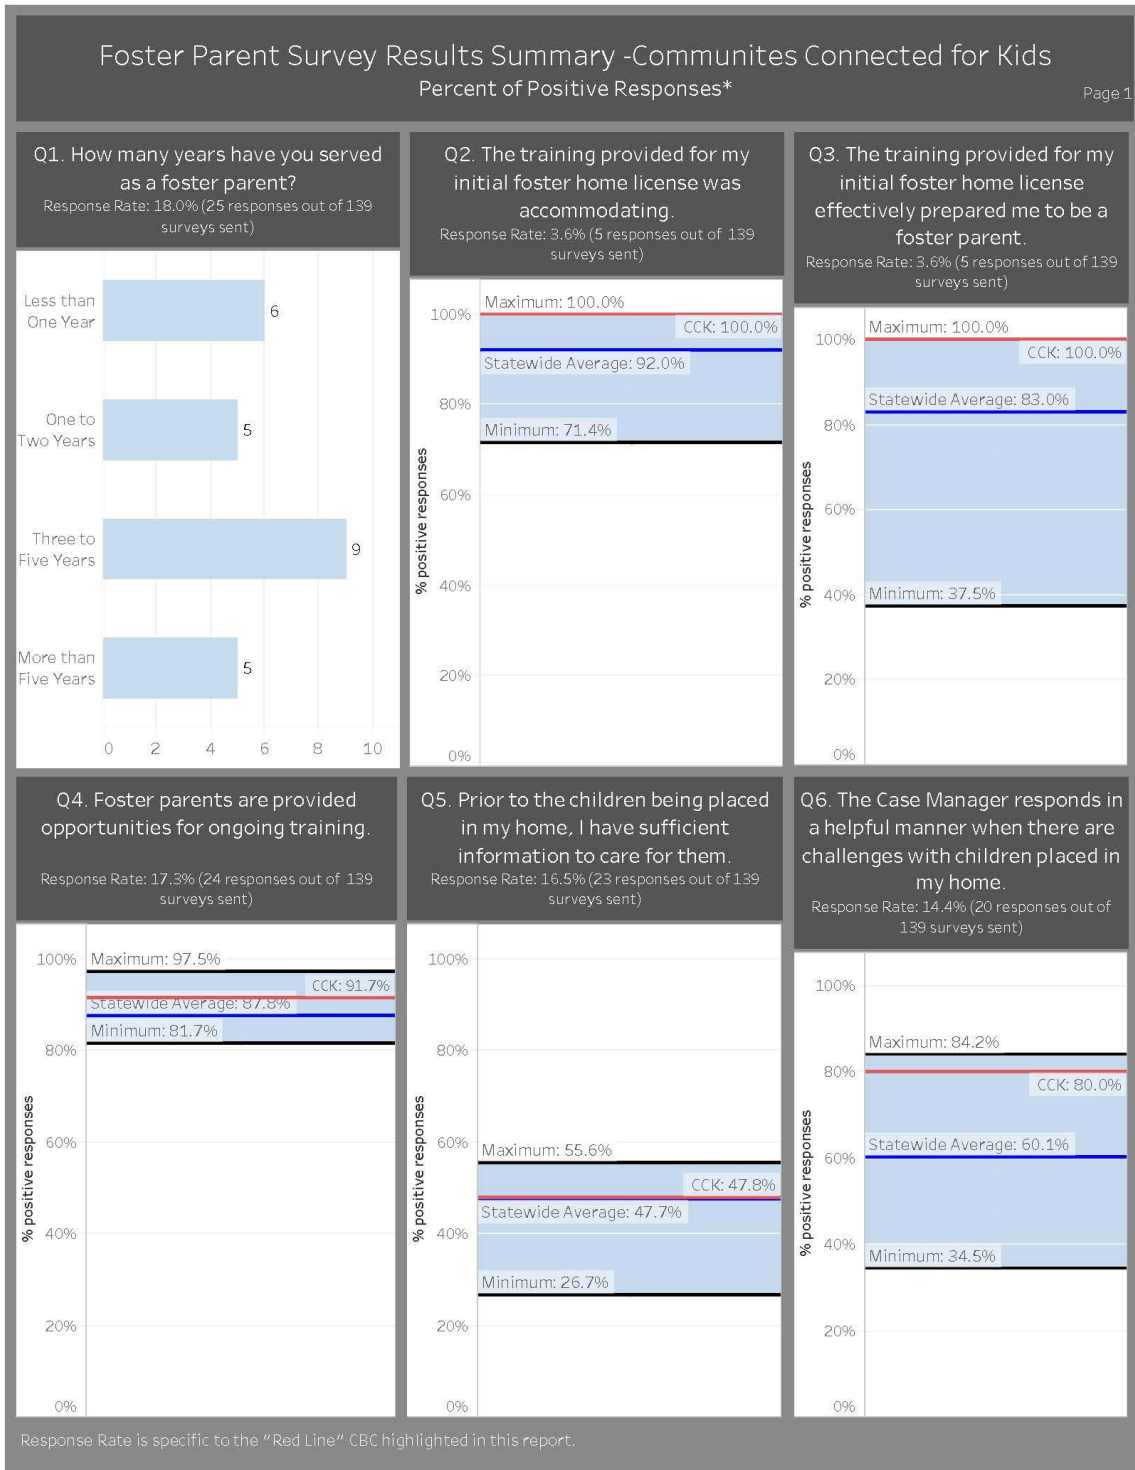 Foster Parent Survey Results Summary -Communites Connected for Kids
Percent of Positive Responses*
Page 1
Q1. How many years have you served
as a foster parent?
Response Rate: 18.0% (25 responses out of 139
surveys sent)
Less than
One Year
6
One to
Two Years
5
Three to
Five Years
9
More than
Five Years
5
0 2 4 6 8 10
Q2. The training provided for my
initial foster home license was
accommodating.
Response Rate: 3.6% (5 responses out of 139
surveys sent)
% positive responses
Maximum: 100.0%
100%
CCK: 100.0%
Statewide Average: 92.0%
80%
Minimum: 71.4%
60%
40%
20%
0%
Q3. The training provided for my
initial foster home license
effectively prepared me to be a
foster parent.
Response Rate: 3.6% (5 responses out of 139
surveys sent)
% positive responses
Maximum: 100.0%
100%
CCK: 100.0%
Statewide Average: 83.0%
80%
60%
Minimum: 37.5%
40%
20%
0%
Q4. Foster parents are provided
opportunities for ongoing training.
Response Rate: 17.3% (24 responses out of 139
surveys sent)
% positive responses
100%
Maximum: 97.5%
CCK: 91.7%
Statewide Average: 87.8%
Minimum: 81.7%
80%
60%
40%
20%
0%
Q5. Prior to the children being placed
in my home, I have sufficient
information to care for them.
Response Rate: 16.5% (23 responses out of 139
surveys sent)
% positive responses
100%
80%
60%
Maximum: 55.6%
CCK: 47.8%
Statewide Average: 47.7%
40%
Minimum: 26.7%
20%
0%
Q6. The Case Manager responds in
a helpful manner when there are
challenges with children placed in
my home.
Response Rate: 14.4% (20 responses out of
139 surveys sent)
% positive responses
100%
Maximum: 84.2%
80%
CCK: 80.0%
Statewide Average: 60.1%
60%
40%
Minimum: 34.5%
20%
0%
Response Rate is specific to the "Red Line" CBC highlighted in this report.